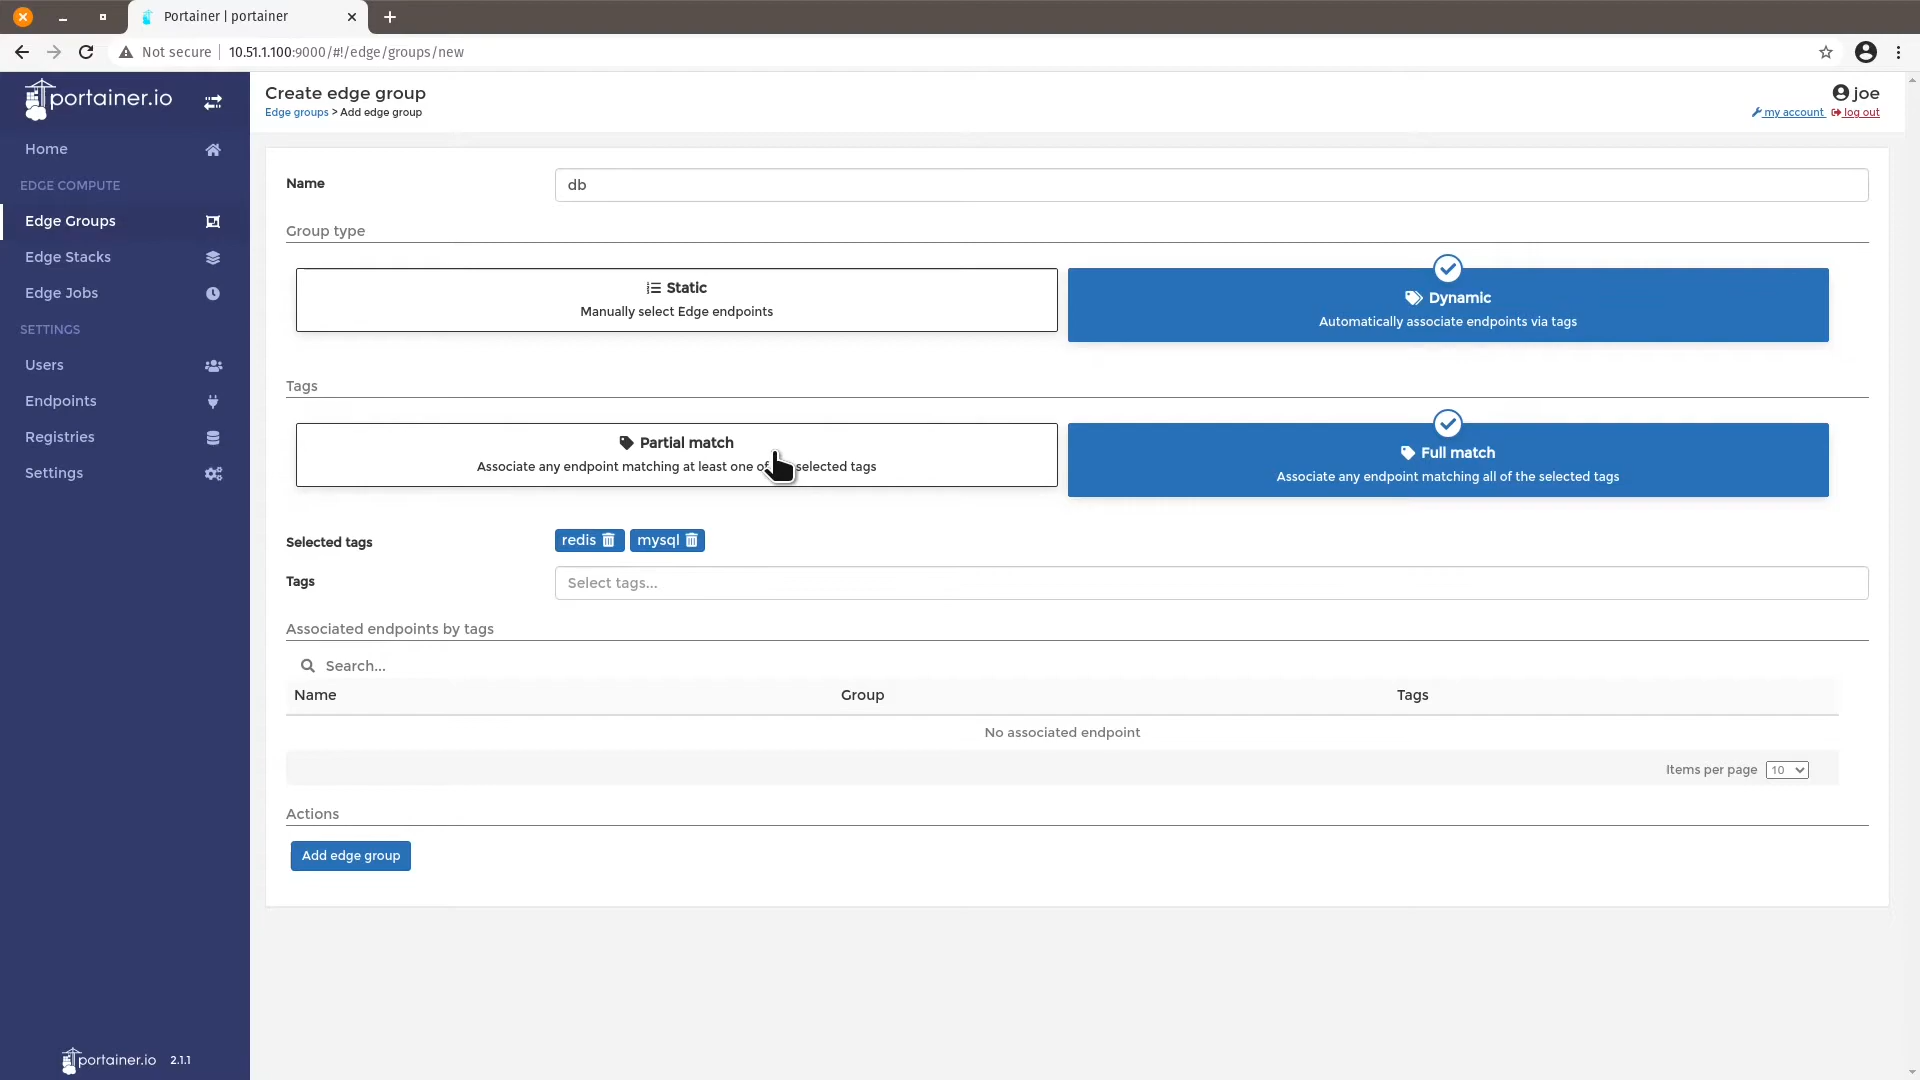 Portainer | portainer
Not secure 10.51.1.100:9000/#!/edge/groups/new
portainer.io
Create edge group
Edge groups > Add edge group
joe
my account log out
Home
EDGE COMPUTE
Edge Groups
Edge Stacks
Edge Jobs
SETTINGS
Users
Endpoints
Registries
Settings
Name db
Group type
Static
Manually select Edge endpoints
Dynamic
Automatically associate endpoints via tags
Tags
Partial match
Associate any endpoint matching at least one of selected tags
Full match
Associate any endpoint matching all of the selected tags
Selected tags redis mysql
Tags Select tags...
Associated endpoints by tags
Search...
Name Group Tags
No associated endpoint
Items per page 10
Actions
Add edge group
portainer.io 2.1.1